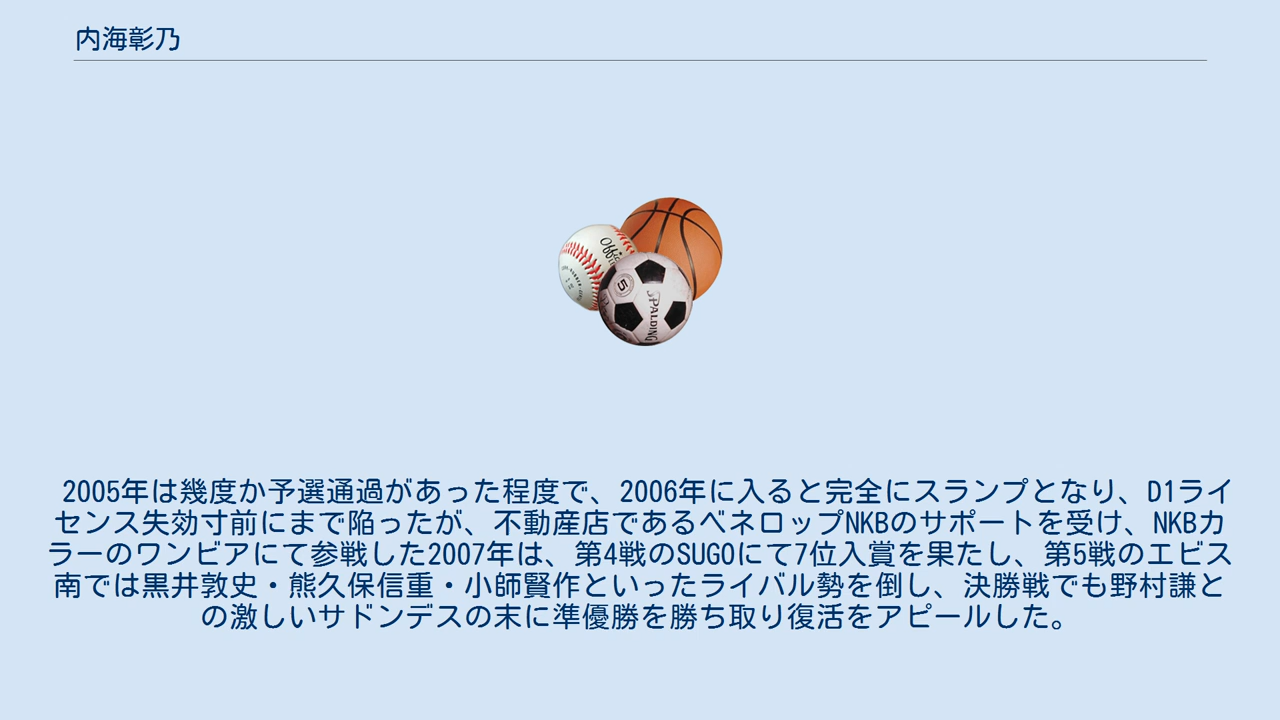 内海彰乃
SPALDING
5
2005年は幾度か予選通過があった程度で、2006年に入ると完全にスランプとなり、D1ライ
センス失効寸前にまで陥ったが、不動産店であるベネロップNKBのサポートを受け、NKBカ
ラーのワンビアにて参戦した2007年は、第4戦のSUGOにて7位入賞を果たし、第5戦のエビス
南では黒井敦史・熊久保信重・小師賢作といったライバル勢を倒し、決勝戦でも野村謙と
の激しいサドンデスの末に準優勝を勝ち取り復活をアピールした。